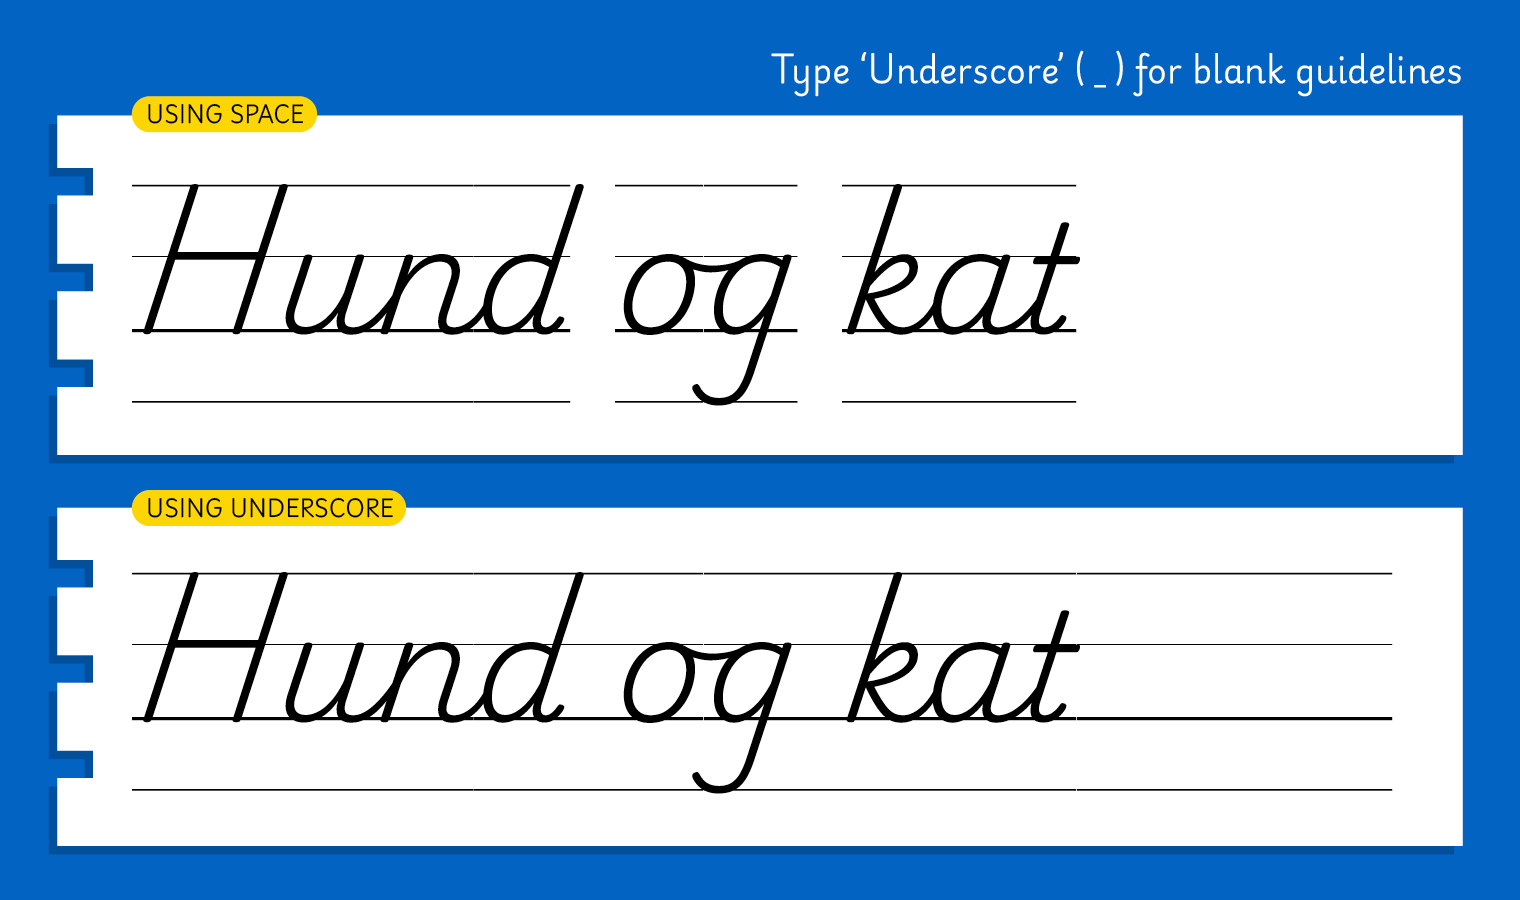 Type ‘Underscore’ ( _ ) for blank guidelines
USING SPACE
Hund og kat
USING UNDERSCORE
Hund og kat